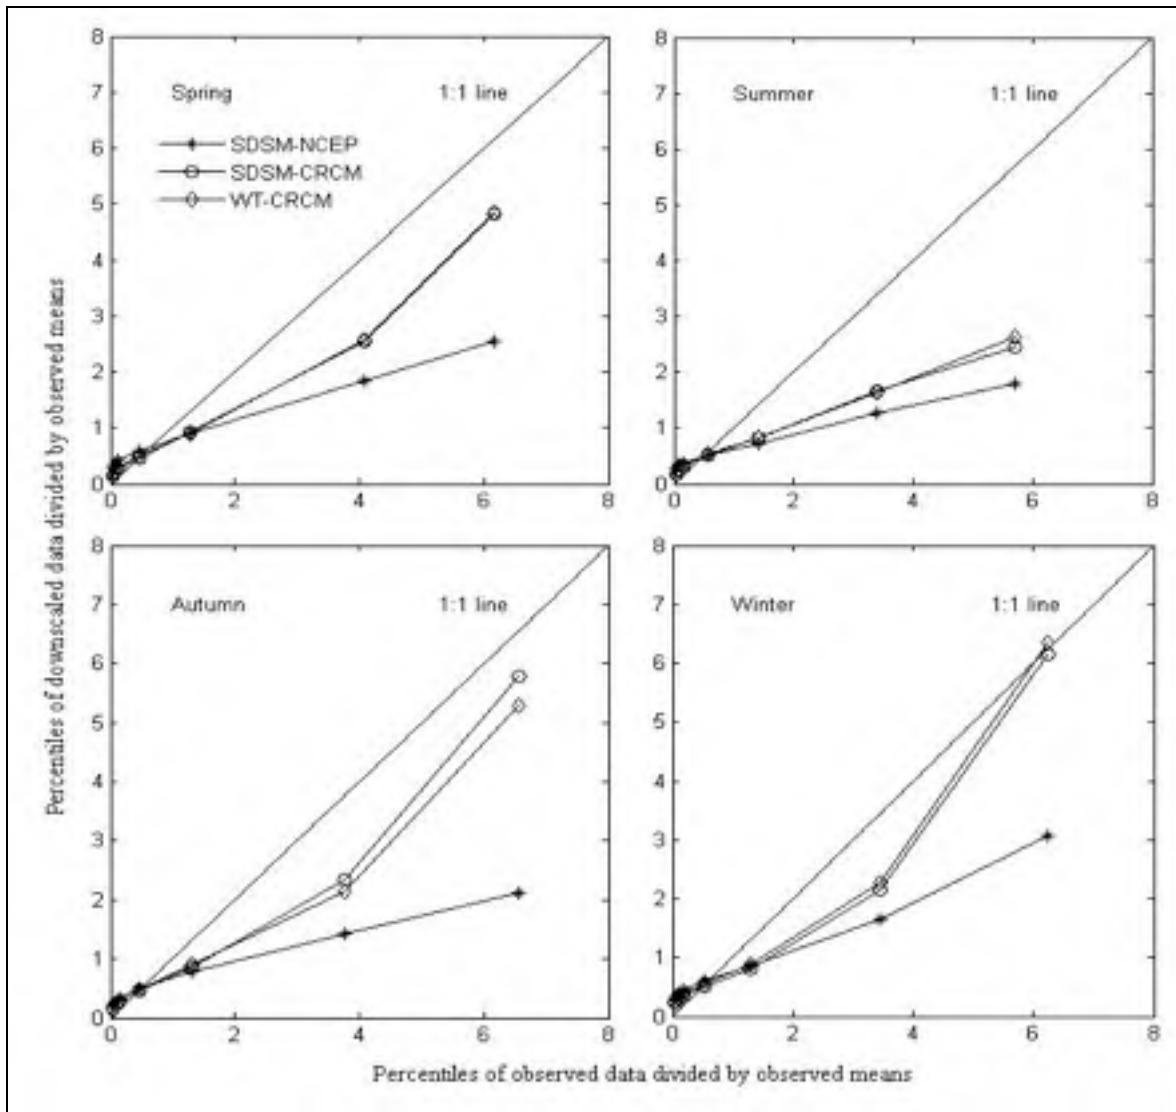 Percentiles of downscaled data divided by observed means
8
7
6
5
4
3
2
1
0
0 2 4 6 8
Spring 1:1 line
SDSM-NCEP
SDSM-CRCM
WT-CRCM
8
7
6
5
4
3
2
1
0
0 2 4 6 8
Summer 1:1 line
8
7
6
5
4
3
2
1
0
0 2 4 6 8
Autumn 1:1 line
8
7
6
5
4
3
2
1
0
0 2 4 6 8
Winter 1:1 line
Percentiles of observed data divided by observed means